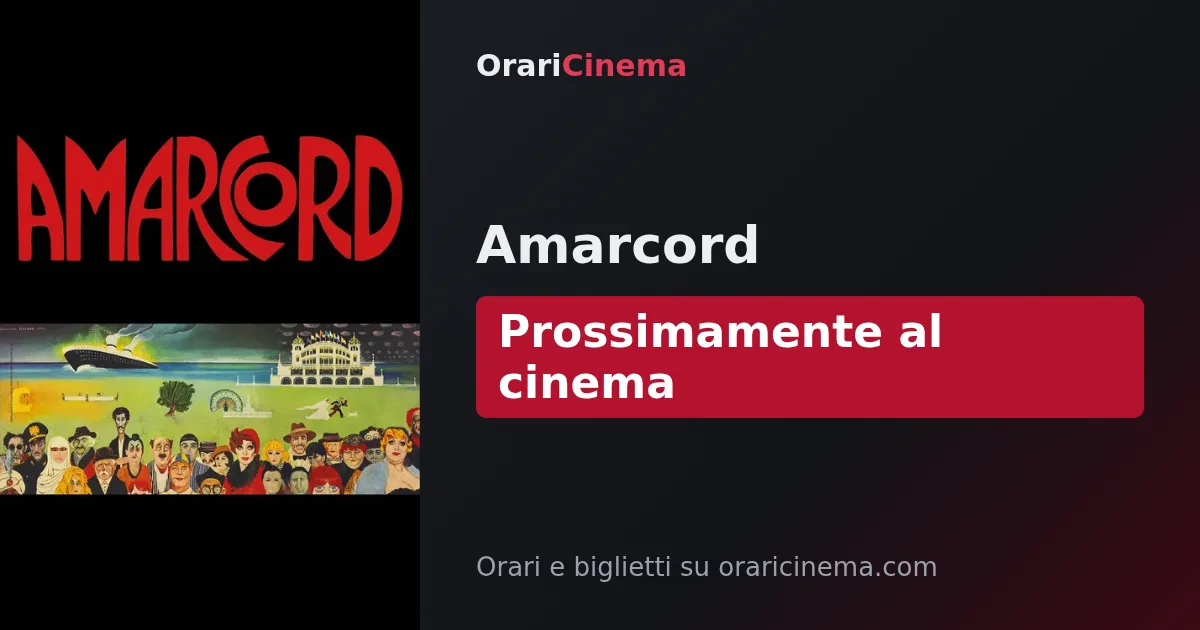 AMARCORD
OrariCinema
Amarcord
Prossimamente al
cinema
Orari e biglietti su oraricinema.com